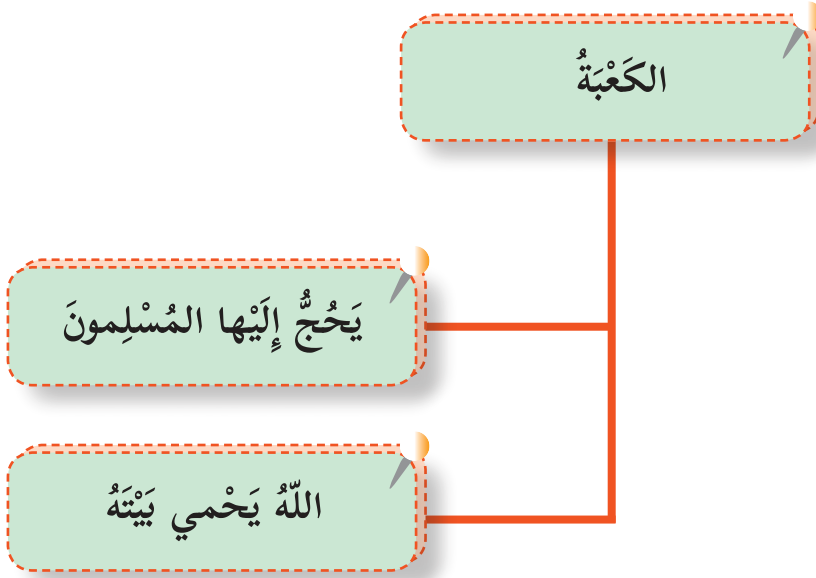 الكَعْبَةُ
يَحُجُّ إِلَيْها المُسْلِمونَ
اللّهُ يَحْمي بَيْتَهُ